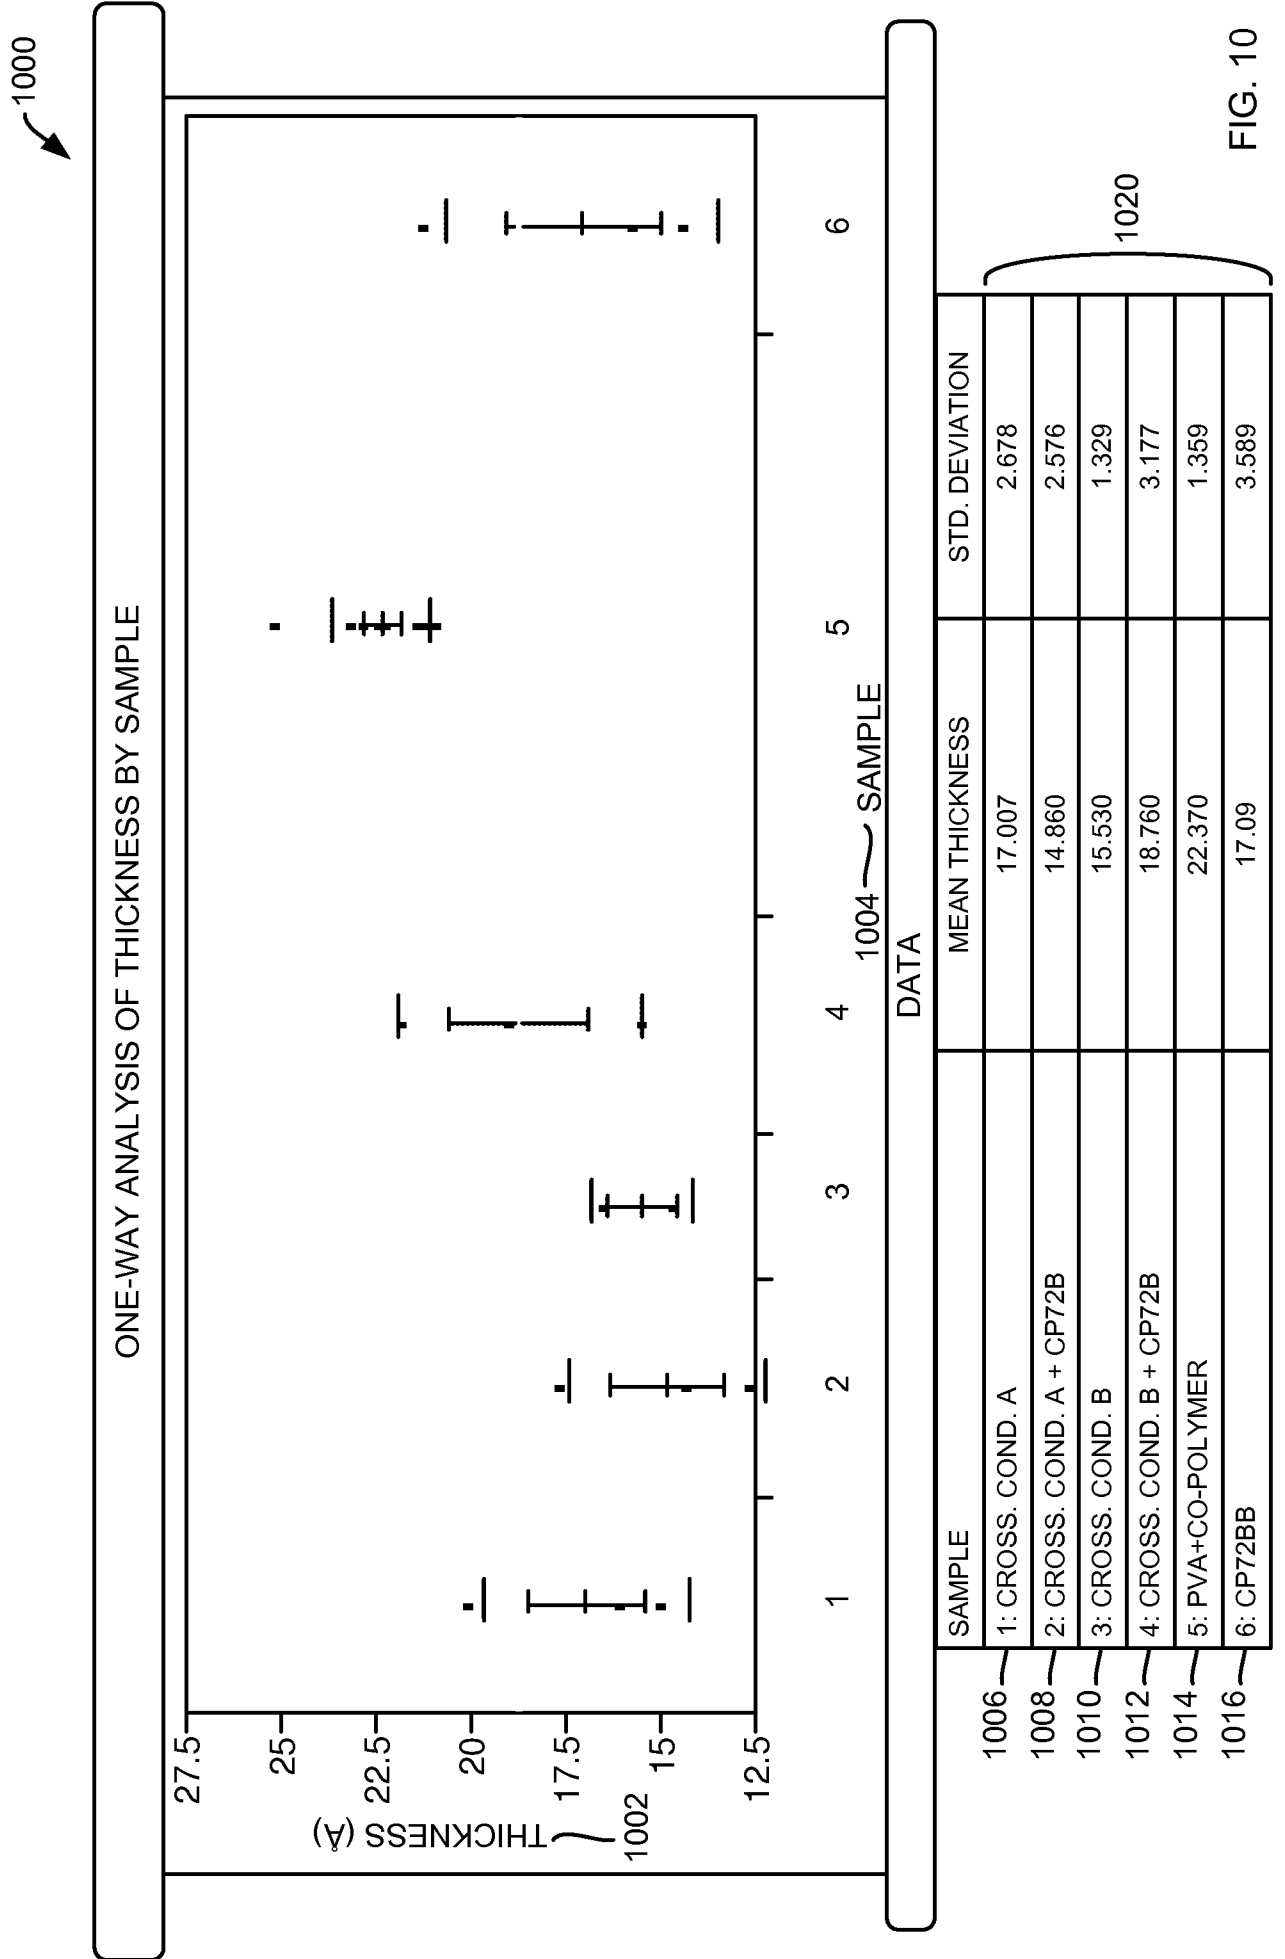 1000
ONE-WAY ANALYSIS OF THICKNESS BY SAMPLE
27.5
25
22.5
20
17.5
15
12.5
THICKNESS (Å)
1002
1 2 3 4 5 6
1004 SAMPLE
DATA
SAMPLE MEAN THICKNESS STD. DEVIATION
1006 1: CROSS. COND. A 17.007 2.678
1008 2: CROSS. COND. A + CP72B 14.860 2.576
1010 3: CROSS. COND. B 15.530 1.329
1012 4: CROSS. COND. B + CP72B 18.760 3.177
1014 5: PVA+CO-POLYMER 22.370 1.359
1016 6: CP72BB 17.09 3.589
1020
FIG. 10